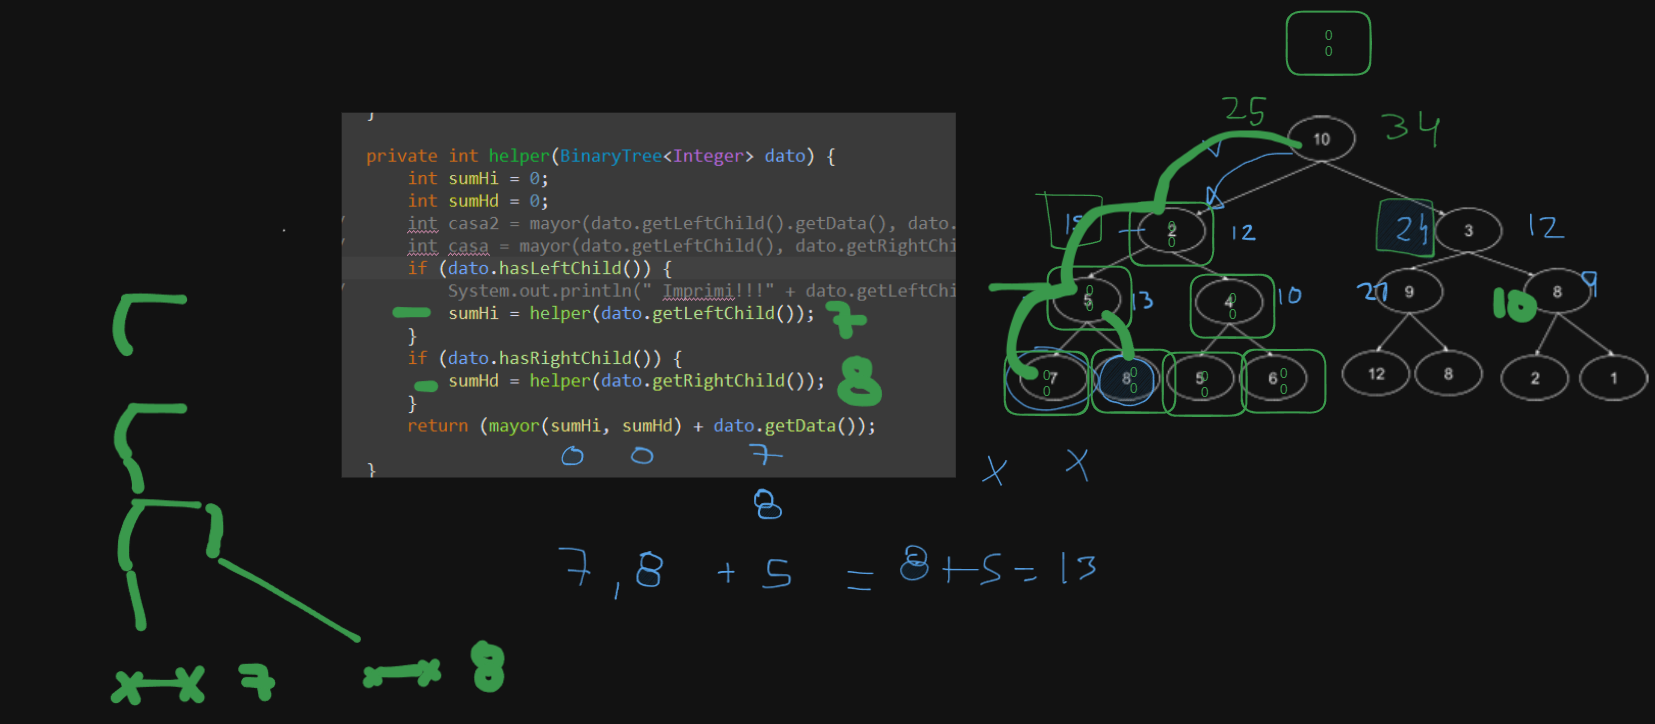 }
private int helper(BinaryTree<Integer> dato) {
int sumHi = 0;
int sumHd = 0;
int casa2 = mayor(dato.getLeftChild().getData(), dato.
int casa = mayor(dato.getLeftChild(), dato.getRightChi
if (dato.hasLeftChild()) {
System.out.println(" Imprimi!!!" + dato.getLeftChi
sumHi = helper(dato.getLeftChild()); 7
}
if (dato.hasRightChild()) {
sumHd = helper(dato.getRightChild()); 8
}
return (mayor(sumHi, sumHd) + dato.getData());
0 0 7
}
8
7, 8 + 5 = 8+5=13
x x 7 x x 8
0
0
25 10 34
2 12 24 3 12
0
0
5 13 4 10 9 10 8 9
0 0
0 0
7 8 5 6 12 8 2 1
0 0 0 0
0 0 0 0
x x